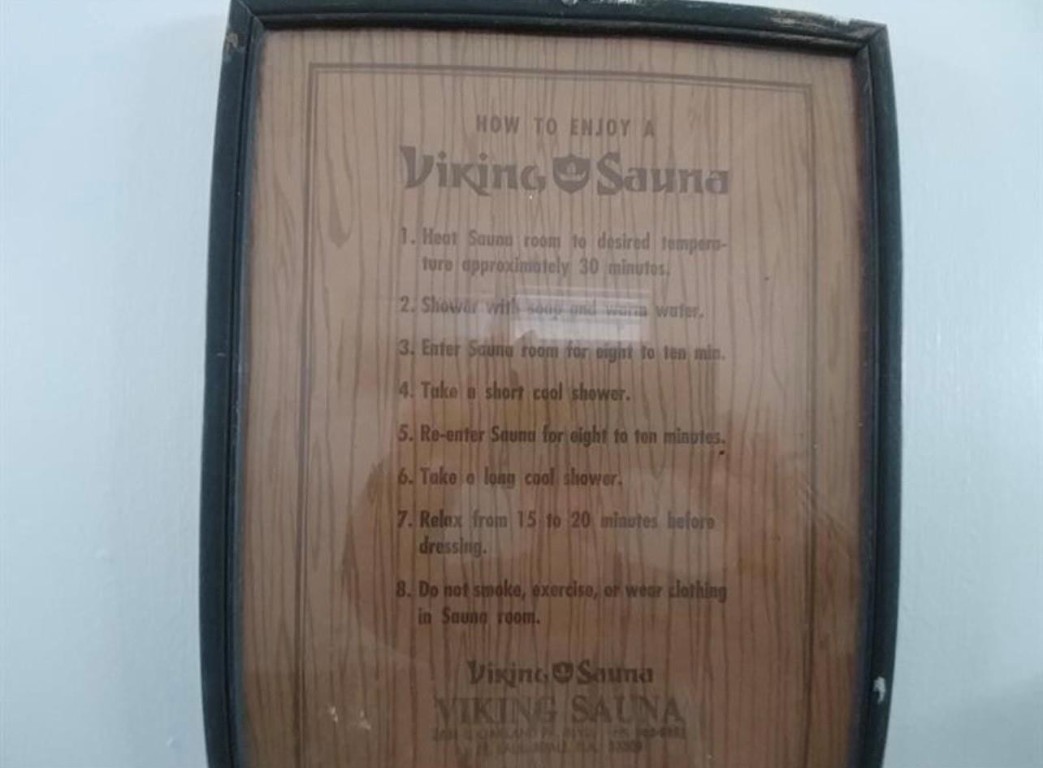 HOW TO ENJOY A
Viking Sauna
1. Heat Sauna room to desired tempera-
ture approximately 30 minutes.
2. Shower with soap and warm water.
3. Enter Sauna room for eight to ten min.
4. Take a short cool shower.
5. Re-enter Sauna for eight to ten minutes.
6. Take a long cool shower.
7. Relax from 15 to 20 minutes before
dressing.
8. Do not smoke, exercise, or wear clothing
in Sauna room.
Viking Sauna
VIKING SAUNA